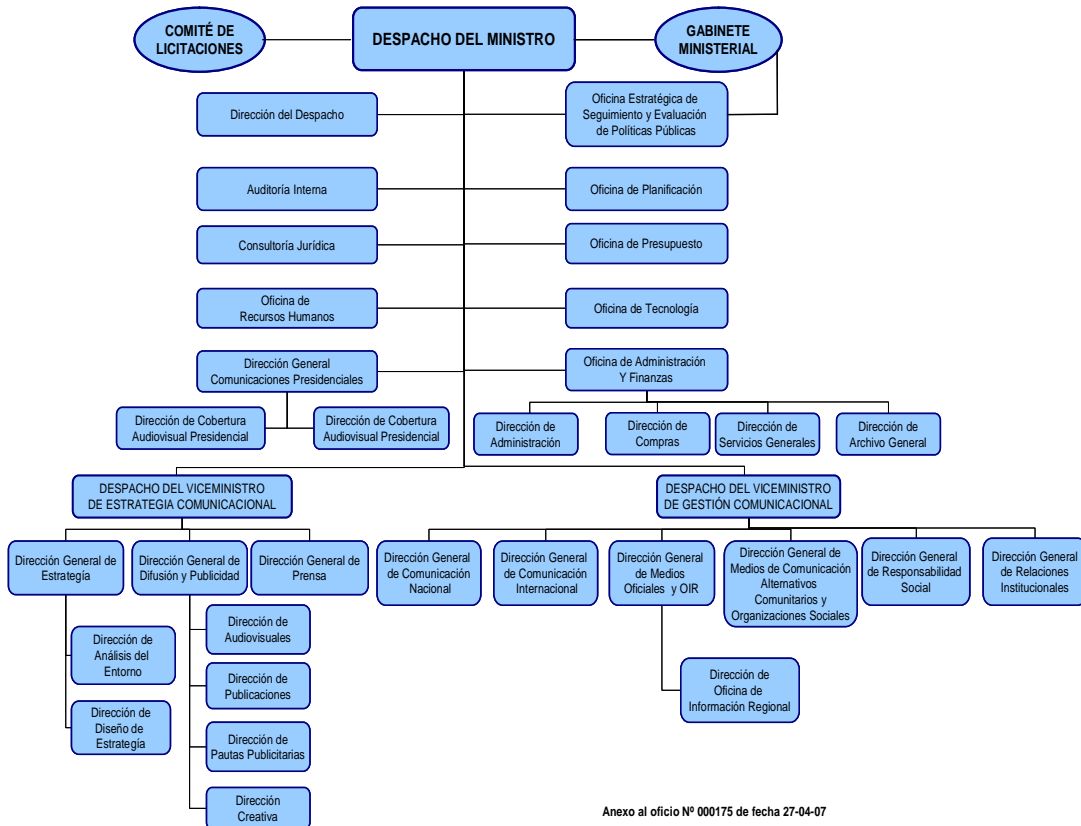 COMITÉ DE
LICITACIONES
DESPACHO DEL MINISTRO
GABINETE
MINISTERIAL
Dirección del Despacho
Oficina Estratégica de
Seguimiento y Evaluación
de Políticas Públicas
Auditoría Interna
Oficina de Planificación
Consultoría Jurídica
Oficina de Presupuesto
Oficina de
Recursos Humanos
Oficina de Tecnología
Dirección General
Comunicaciones Presidenciales
Oficina de Administración
Y Finanzas
Dirección de Cobertura
Audiovisual Presidencial
Dirección de Cobertura
Audiovisual Presidencial
Dirección de
Administración
Dirección de
Compras
Dirección de
Servicios Generales
Dirección de
Archivo General
DESPACHO DEL VICEMINISTRO
DE ESTRATEGIA COMUNICACIONAL
DESPACHO DEL VICEMINISTRO
DE GESTIÓN COMUNICACIONAL
Dirección General de
Estrategía
Dirección General de
Difusión y Publicidad
Dirección General de
Prensa
Dirección General
de Comunicación
Nacional
Dirección General
de Comunicación
Internacional
Dirección General
de Medios
Oficiales y OIR
Dirección General de
Medios de Comunicación
Alternativos
Comunitarios y
Organizaciones Sociales
Dirección General
de Responsabilidad
Social
Dirección General
de Relaciones
Institucionales
Dirección de
Análisis del
Entorno
Dirección de
Diseño de
Estrategía
Dirección de
Audiovisuales
Dirección de
Publicaciones
Dirección de
Pautas Publicitarias
Dirección
Creativa
Dirección de
Oficina de
Información Regional
Anexo al oficio Nº 000175 de fecha 27-04-07